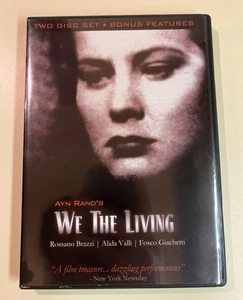 TWO DISC SET • BONUS FEATURES
AYN RAND'S
WE THE LIVING
Rossano Brazzi | Alida Valli | Fosco Giachetti
"A film treasure... dazzling performances"
- New York Newsday